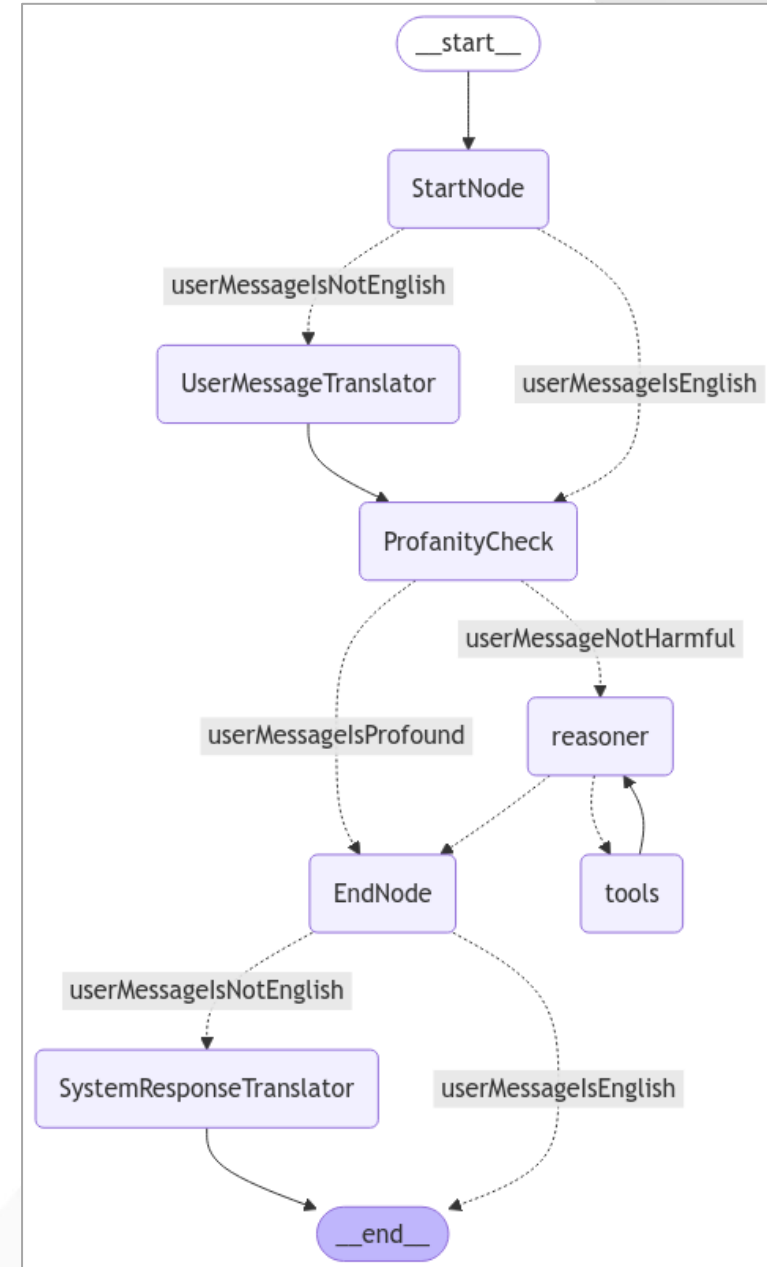 __start__
StartNode
userMessageIsNotEnglish
UserMessageTranslator
userMessageIsEnglish
ProfanityCheck
userMessageNotHarmful
userMessageIsProfound
reasoner
EndNode
tools
userMessageIsNotEnglish
SystemResponseTranslator
userMessageIsEnglish
__end__